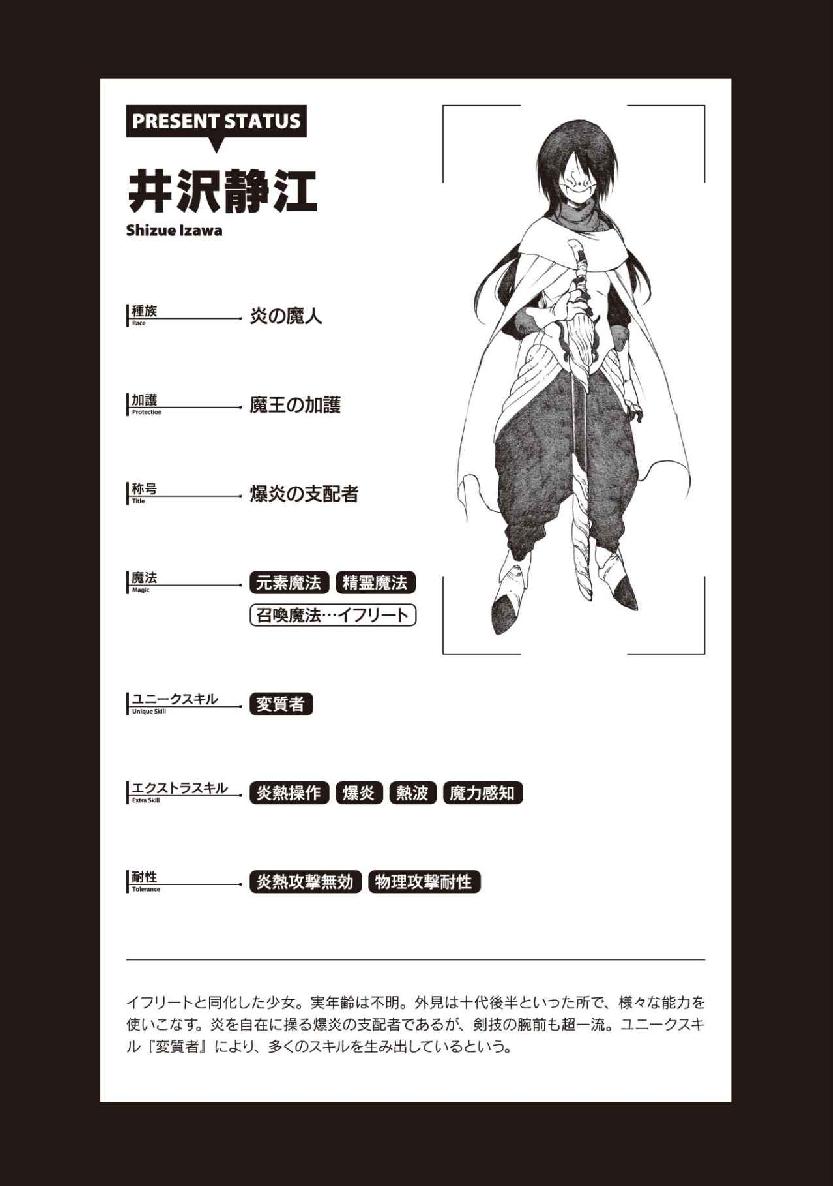 PRESENT STATUS
井沢静江
Shizue Izawa
種族
Race
炎の魔人
加護
Protection
魔王の加護
称号
Title
爆炎の支配者
魔法
Magic
元素魔法 精霊魔法
召喚魔法…イフリート
ユニークスキル
Unique Skill
変質者
エクストラスキル
Extra Skill
炎熱操作 爆炎 熱波 魔力感知
耐性
Tolerance
炎熱攻撃無効 物理攻撃耐性
イフリートと同化した少女。実年齢は不明。外見は十代後半といった所で、様々な能力を
使いこなす。炎を自在に操る爆炎の支配者であるが、剣技の腕前も超一流。ユニークスキ
ル『変質者』により、多くのスキルを生み出しているという。